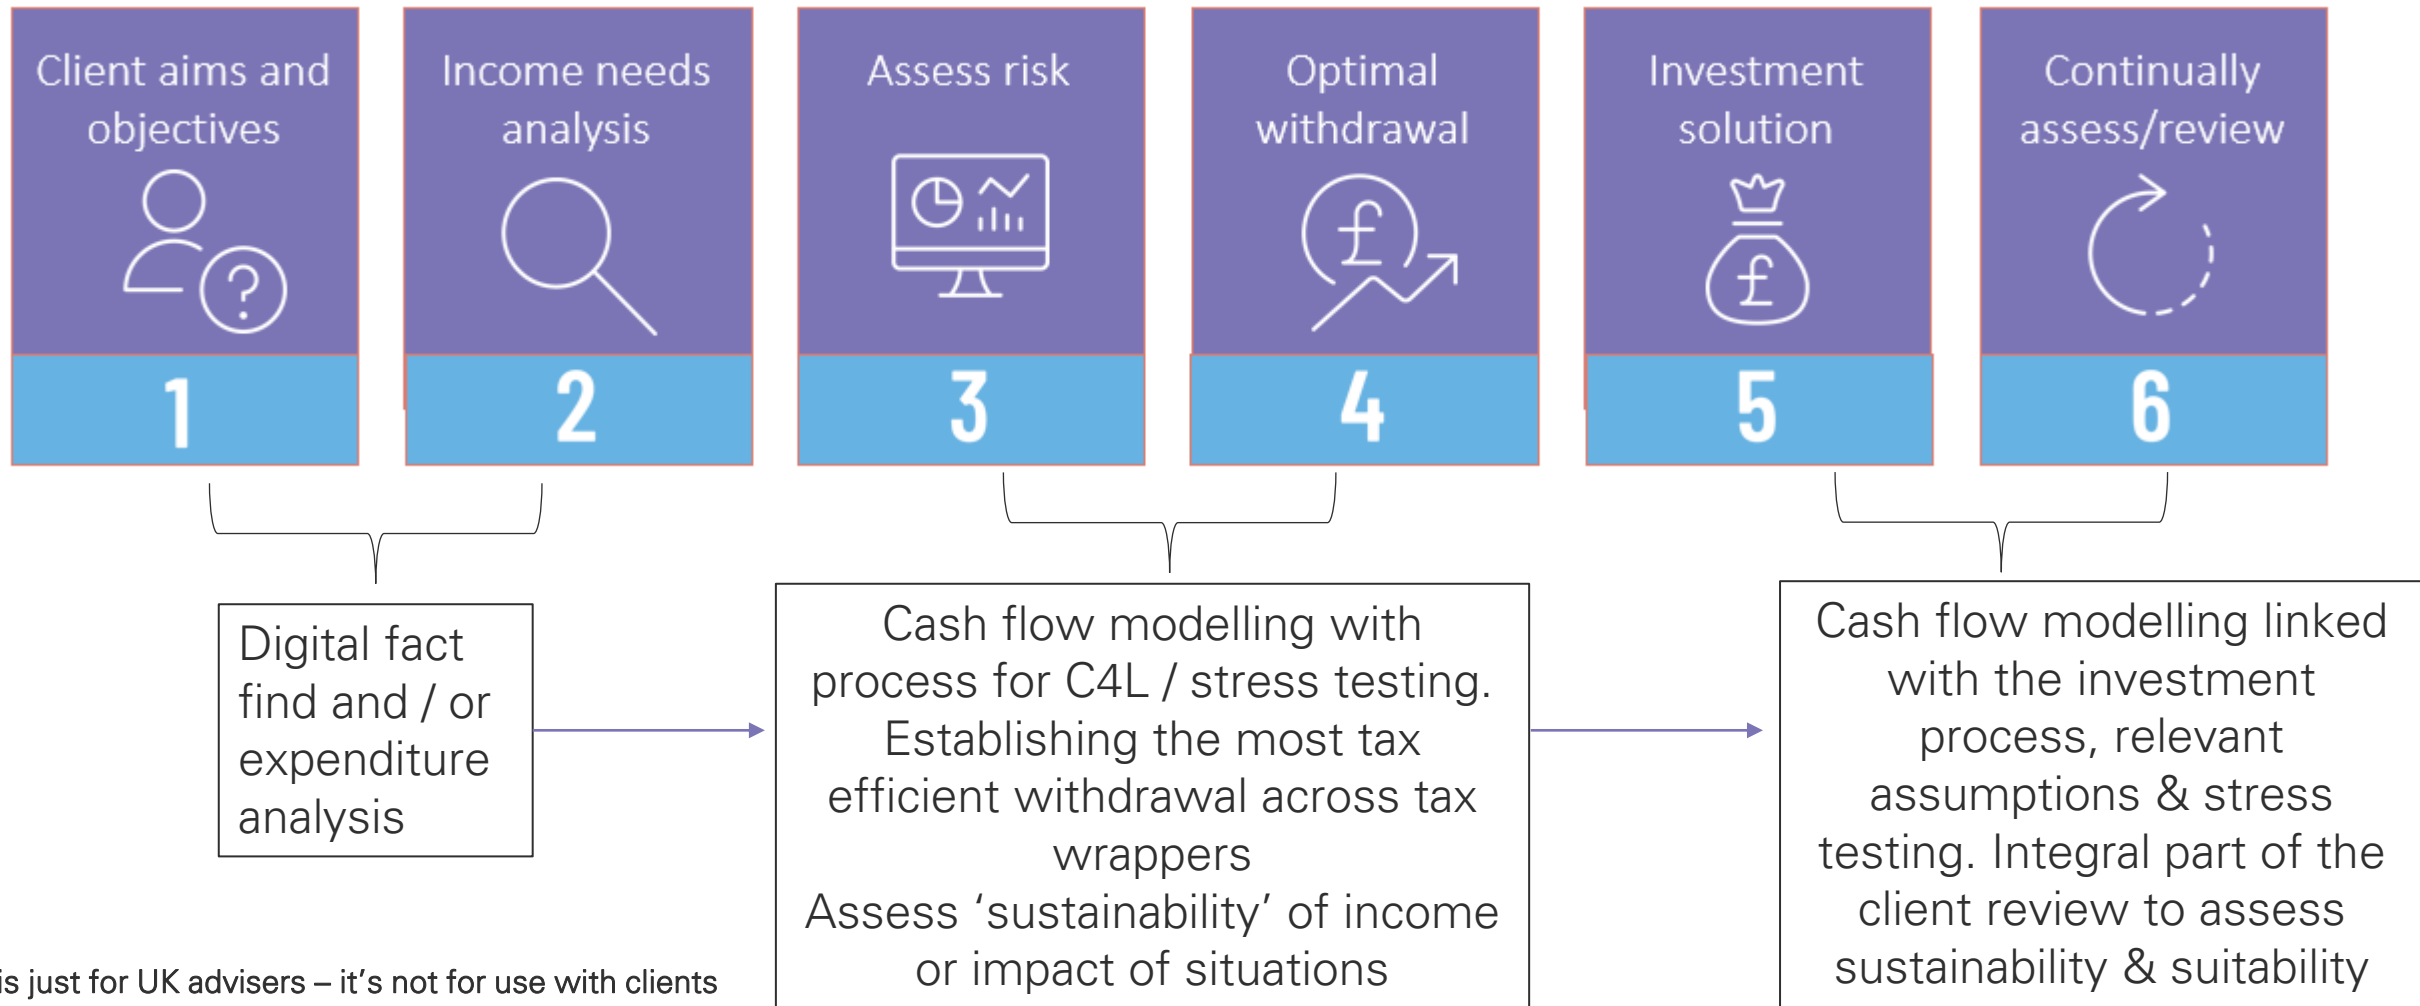 Client aims and
objectives
1
Income needs
analysis
2
Assess risk
3
Optimal
withdrawal
£
4
Investment
solution
£
5
Continually
assess/review
6
?
Digital fact
find and / or
expenditure
analysis
Cash flow modelling with
process for C4L / stress testing.
Establishing the most tax
efficient withdrawal across tax
wrappers
Assess ‘sustainability’ of income
or impact of situations
Cash flow modelling linked
with the investment
process, relevant
assumptions & stress
testing. Integral part of the
client review to assess
sustainability & suitability
is just for UK advisers – it’s not for use with clients